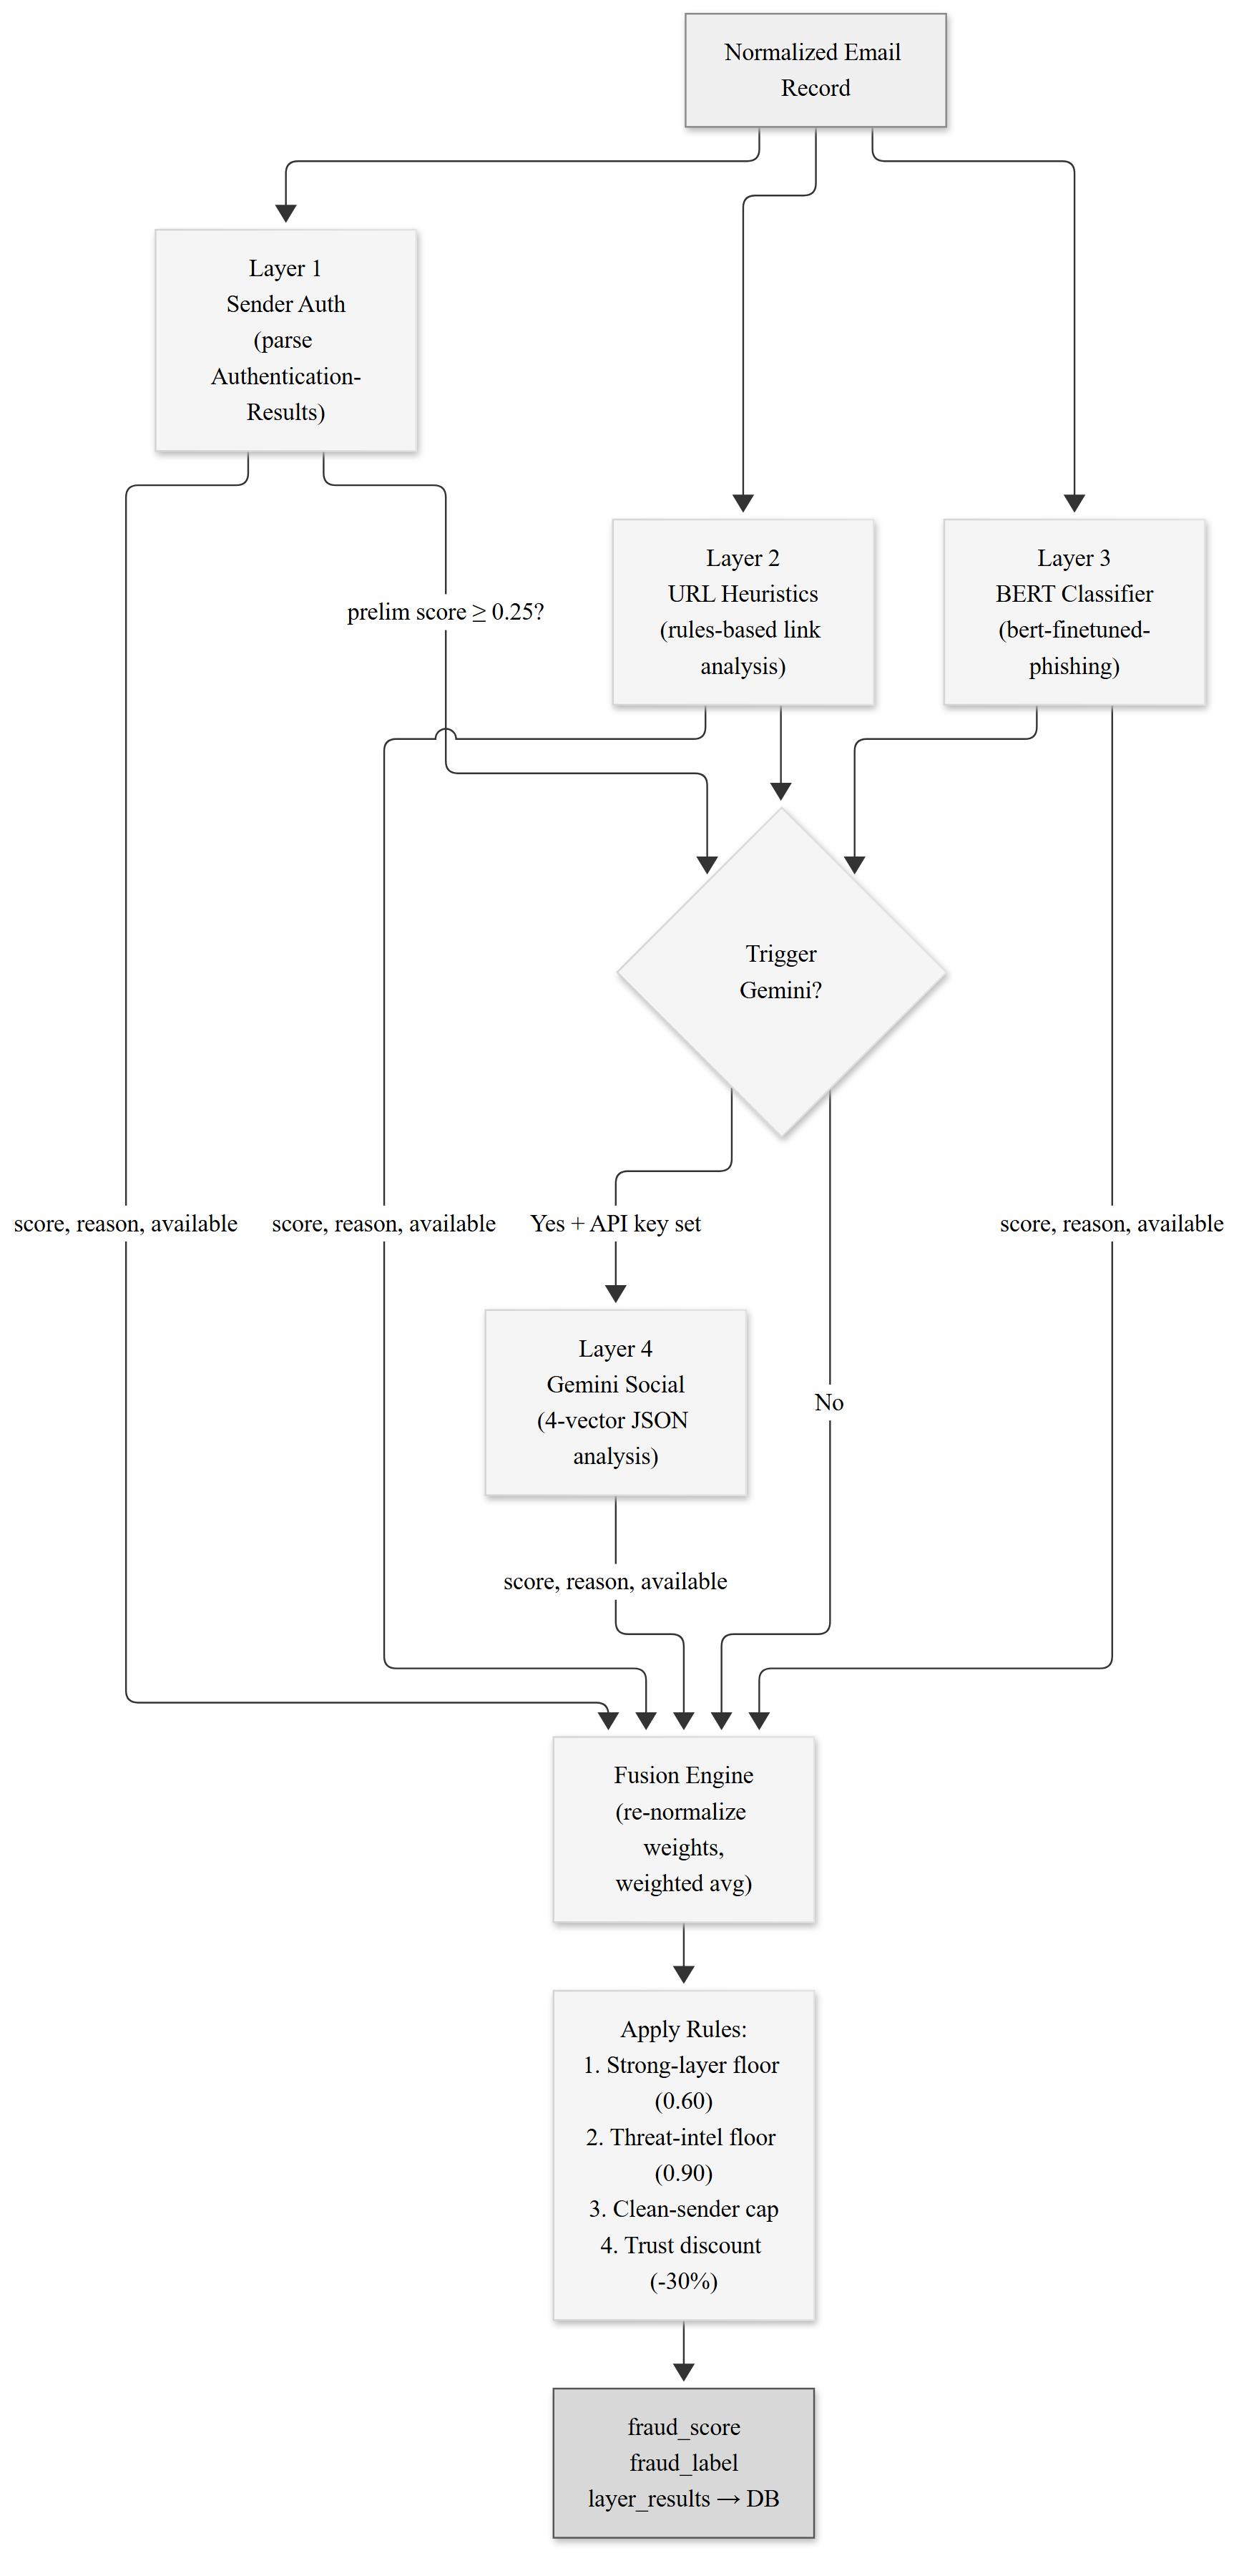 Normalized Email
Record
Layer 1
Sender Auth
(parse
Authentication-
Results)
prelim score ≥ 0.25?
Layer 2
URL Heuristics
(rules-based link
analysis)
Layer 3
BERT Classifier
(bert-finetuned-
phishing)
Trigger
Gemini?
score, reason, available
score, reason, available
Yes + API key set
score, reason, available
Layer 4
Gemini Social
(4-vector JSON
analysis)
No
score, reason, available
Fusion Engine
(re-normalize
weights,
weighted avg)
Apply Rules:
1. Strong-layer floor
(0.60)
2. Threat-intel floor
(0.90)
3. Clean-sender cap
4. Trust discount
(-30%)
fraud_score
fraud_label
layer_results → DB